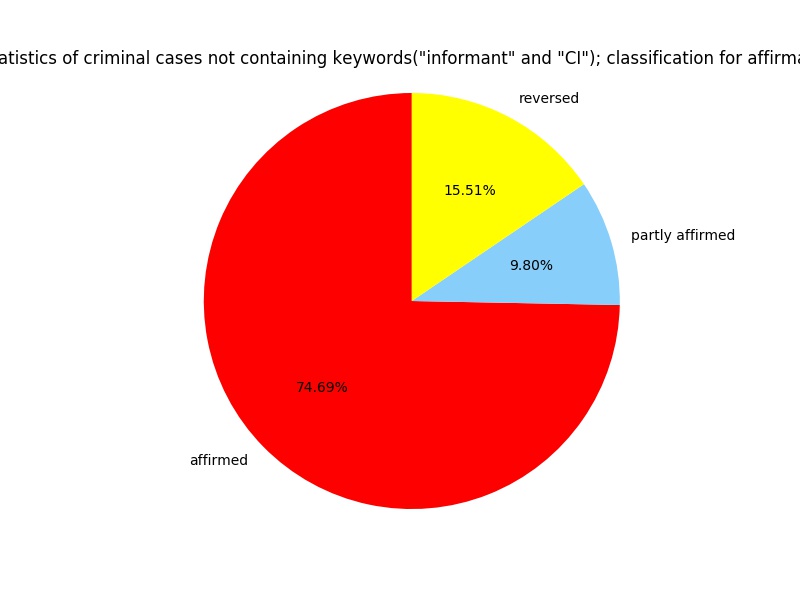 atistics of criminal cases not containing keywords("informant" and "CI"); classification for affirma
reversed
15.51%
partly affirmed
9.80%
74.69%
affirmed